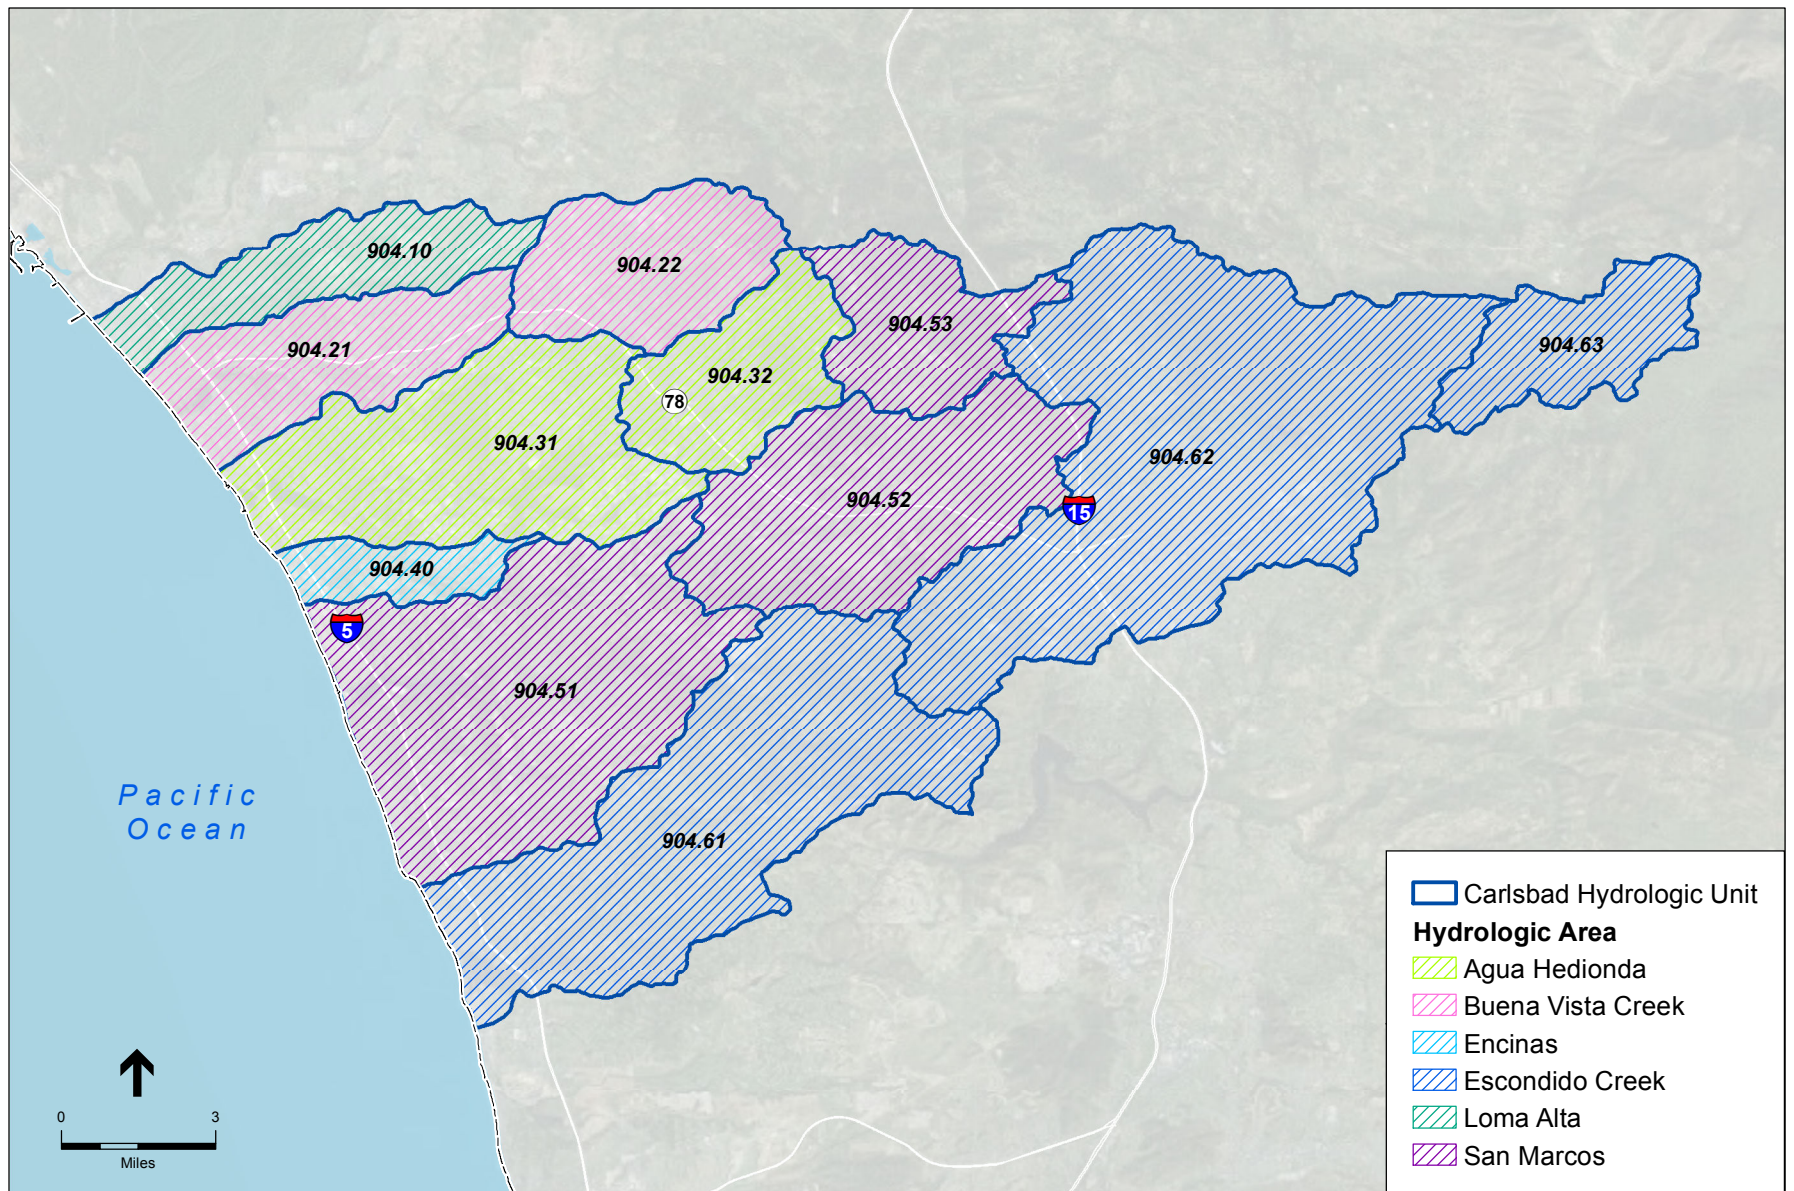 904.10
904.22
904.53
904.21
904.63
904.32
78
904.31
904.62
904.52
15
904.40
5
904.51
Pacific
Ocean
904.61
Carlsbad Hydrologic Unit
Hydrologic Area
Agua Hedionda
Buena Vista Creek
Encinas
Escondido Creek
Loma Alta
San Marcos
0 3
Miles